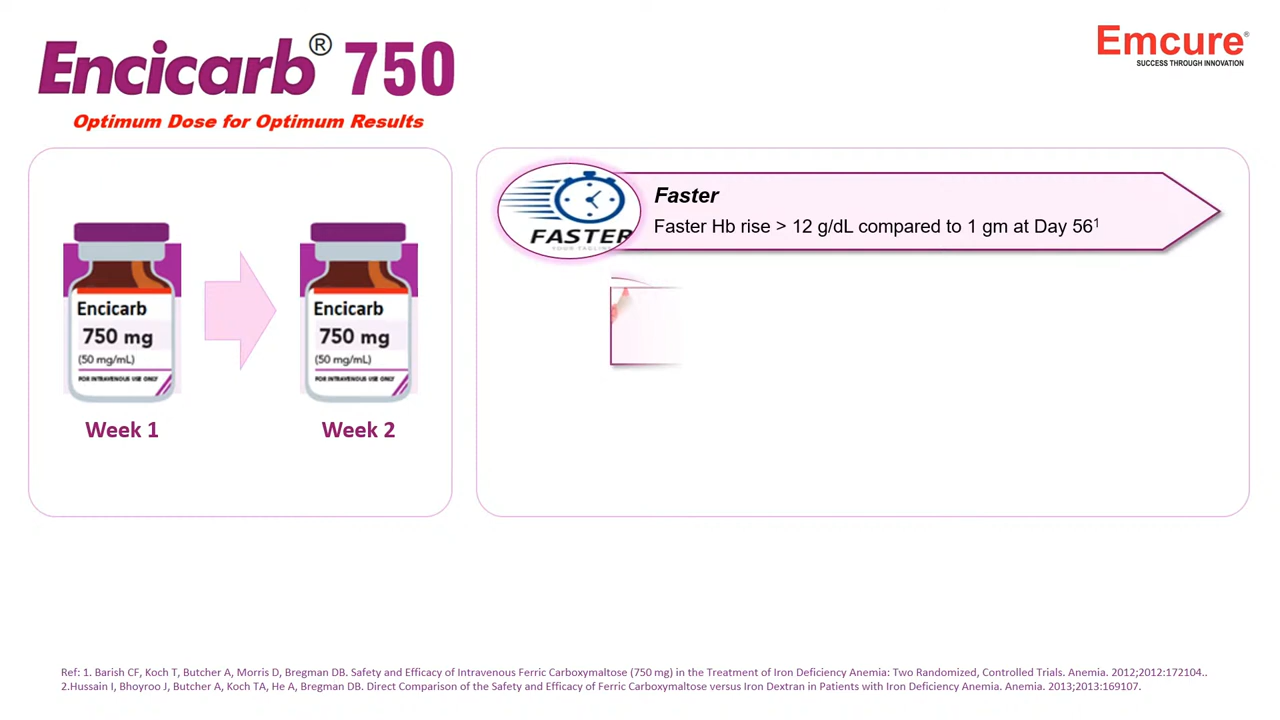 Encicarb® 750
Optimum Dose for Optimum Results
Emcure®
SUCCESS THROUGH INNOVATION
Encicarb
750 mg
(50 mg/mL)
FOR INTRAVENOUS USE ONLY
Week 1
Encicarb
750 mg
(50 mg/mL)
FOR INTRAVENOUS USE ONLY
Week 2
FASTER
YOUR TAGLINE
Faster
Faster Hb rise > 12 g/dL compared to 1 gm at Day 56¹
Ref: 1. Barish CF, Koch T, Butcher A, Morris D, Bregman DB. Safety and Efficacy of Intravenous Ferric Carboxymaltose (750 mg) in the Treatment of Iron Deficiency Anemia: Two Randomized, Controlled Trials. Anemia. 2012;2012:172104..
2.Hussain I, Bhoyroo J, Butcher A, Koch TA, He A, Bregman DB. Direct Comparison of the Safety and Efficacy of Ferric Carboxymaltose versus Iron Dextran in Patients with Iron Deficiency Anemia. Anemia. 2013;2013:169107.